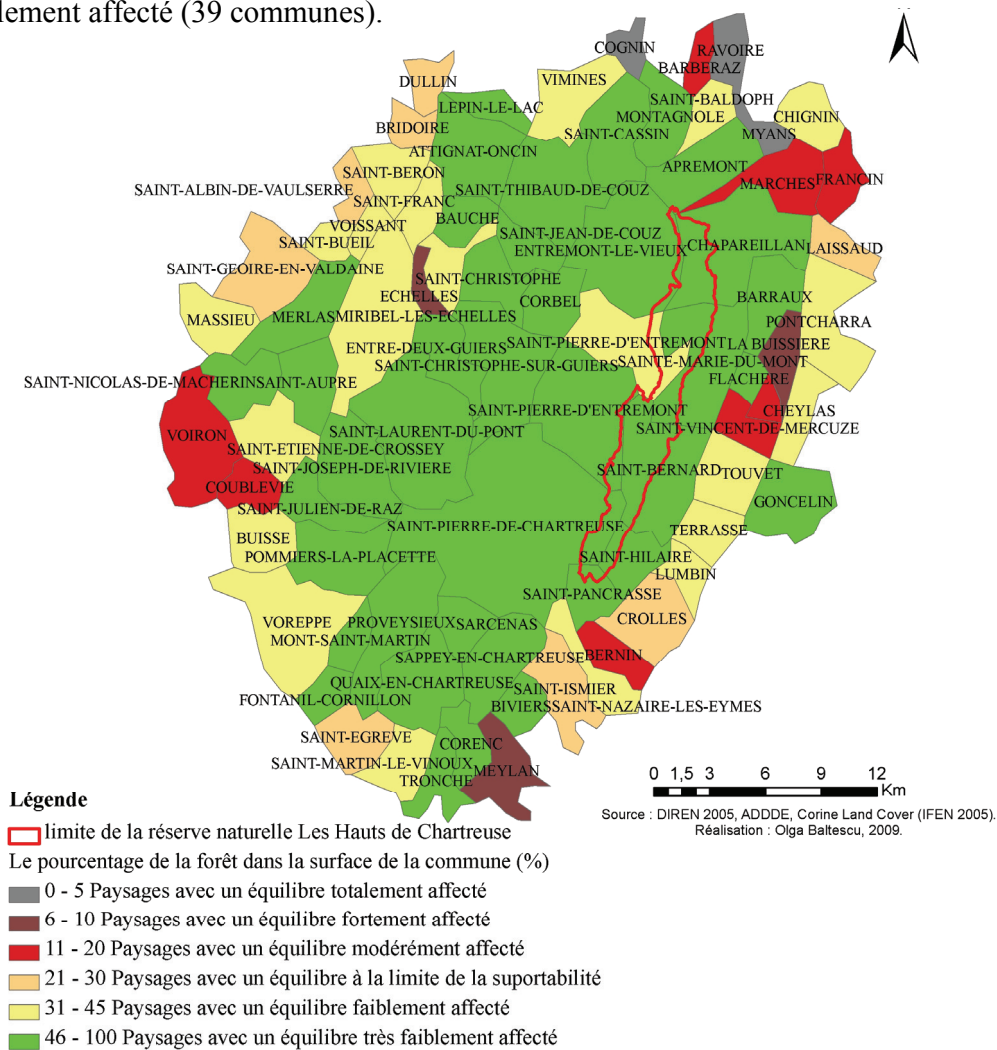 lement affecté (39 communes).
COGNIN
RAVOIRE
BARBERAZ
DULLIN
VIMINES
LEPIN-LE-LAC
SAINT-BALDOPH
MONTAGNOLE
CHIGNIN
BRIDOIRE
SAINT-CASSIN
MYANS
ATTIGNAT-ONCIN
APREMONT
SAINT-BERON
MARCHES
FRANCIN
SAINT-ALBIN-DE-VAULSERRE
SAINT-THIBAUD-DE-COUZ
SAINT-FRANC
BAUCHE
VOISSANT
SAINT-JEAN-DE-COUZ
SAINT-BUEIL
ENTREMONT-LE-VIEUX
CHAPAREILLAN
LAISSAUD
SAINT-GEOIRE-EN-VALDAINE
SAINT-CHRISTOPHE
ECHELLES
CORBEL
BARRAUX
MASSIEU
MERLAS
MIRIBEL-LES-ECHELLES
PONTCHARRA
ENTRE-DEUX-GUIERS
SAINT-PIERRE-D'ENTREMONT
LA BUISSIERE
SAINT-CHRISTOPHE-SUR-GUIERS
SAINTE-MARIE-DU-MONT
SAINT-NICOLAS-DE-MACHERIN
SAINT-AUPRE
FLACHERE
SAINT-PIERRE-D'ENTREMONT
CHEYLAS
VOIRON
SAINT-LAURENT-DU-PONT
SAINT-VINCENT-DE-MERCUZE
SAINT-ETIENNE-DE-CROSSEY
SAINT-JOSEPH-DE-RIVIERE
SAINT-BERNARD
TOUVET
COUBLEVIE
GONCELIN
SAINT-JULIEN-DE-RAZ
SAINT-PIERRE-DE-CHARTREUSE
TERRASSE
BUISSE
POMMIERS-LA-PLACETTE
SAINT-HILAIRE
LUMBIN
SAINT-PANCRASSE
VOREPPE
PROVEYSIEUX
SARCENAS
CROLLES
MONT-SAINT-MARTIN
SAPPEY-EN-CHARTREUSE
BERNIN
QUAIX-EN-CHARTREUSE
SAINT-ISMIER
FONTANIL-CORNILLON
BIVIERS
SAINT-NAZAIRE-LES-EYMES
SAINT-EGREVE
CORENC
SAINT-MARTIN-LE-VINOUX
MEYLAN
TRONCHE
0 1,5 3 6 9 12
Km
Source : DIREN 2005, ADDDE, Corine Land Cover (IFEN 2005).
Réalisation : Olga Baltescu, 2009.
Légende
limite de la réserve naturelle Les Hauts de Chartreuse
Le pourcentage de la forêt dans la surface de la commune (%)
0 - 5 Paysages avec un équilibre totalement affecté
6 - 10 Paysages avec un équilibre fortement affecté
11 - 20 Paysages avec un équilibre modérément affecté
21 - 30 Paysages avec un équilibre à la limite de la suportabilité
31 - 45 Paysages avec un équilibre faiblement affecté
46 - 100 Paysages avec un équilibre très faiblement affecté